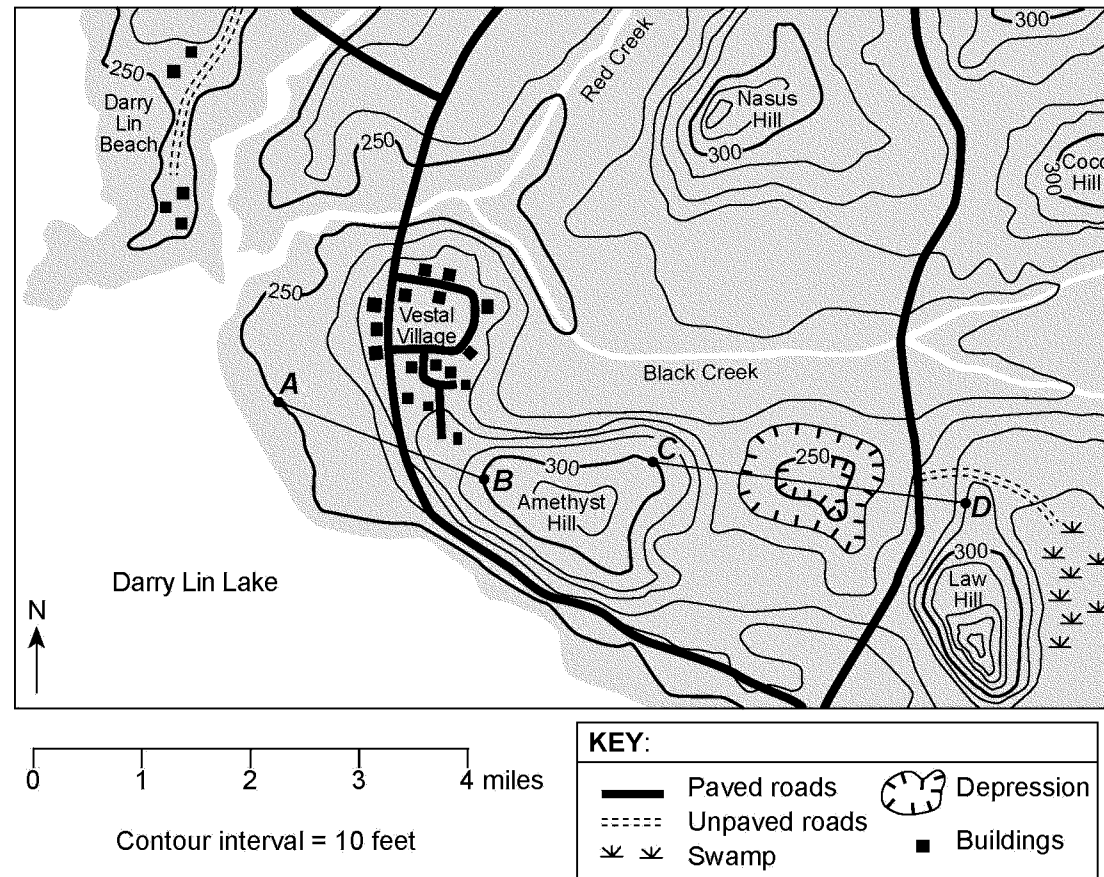 300
250
Darry
Lin
Beach
Red Creek
Nasus
Hill
300
250
Coco
Hill
300
250
Vestal
Village
Black Creek
A
C
300
B
Amethyst
Hill
250
D
300
Law
Hill
Darry Lin Lake
N
0 1 2 3 4 miles
Contour interval = 10 feet
KEY:
Paved roads
Depression
Unpaved roads
Swamp
Buildings